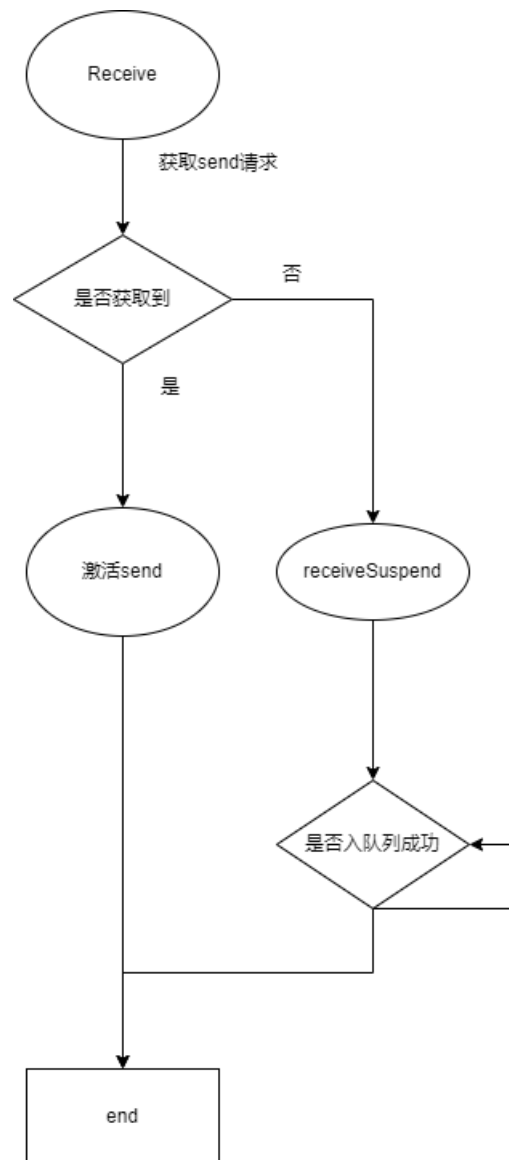 Receive
获取send请求
是否获取到
否
是
激活send
receiveSuspend
是否入队列成功
end